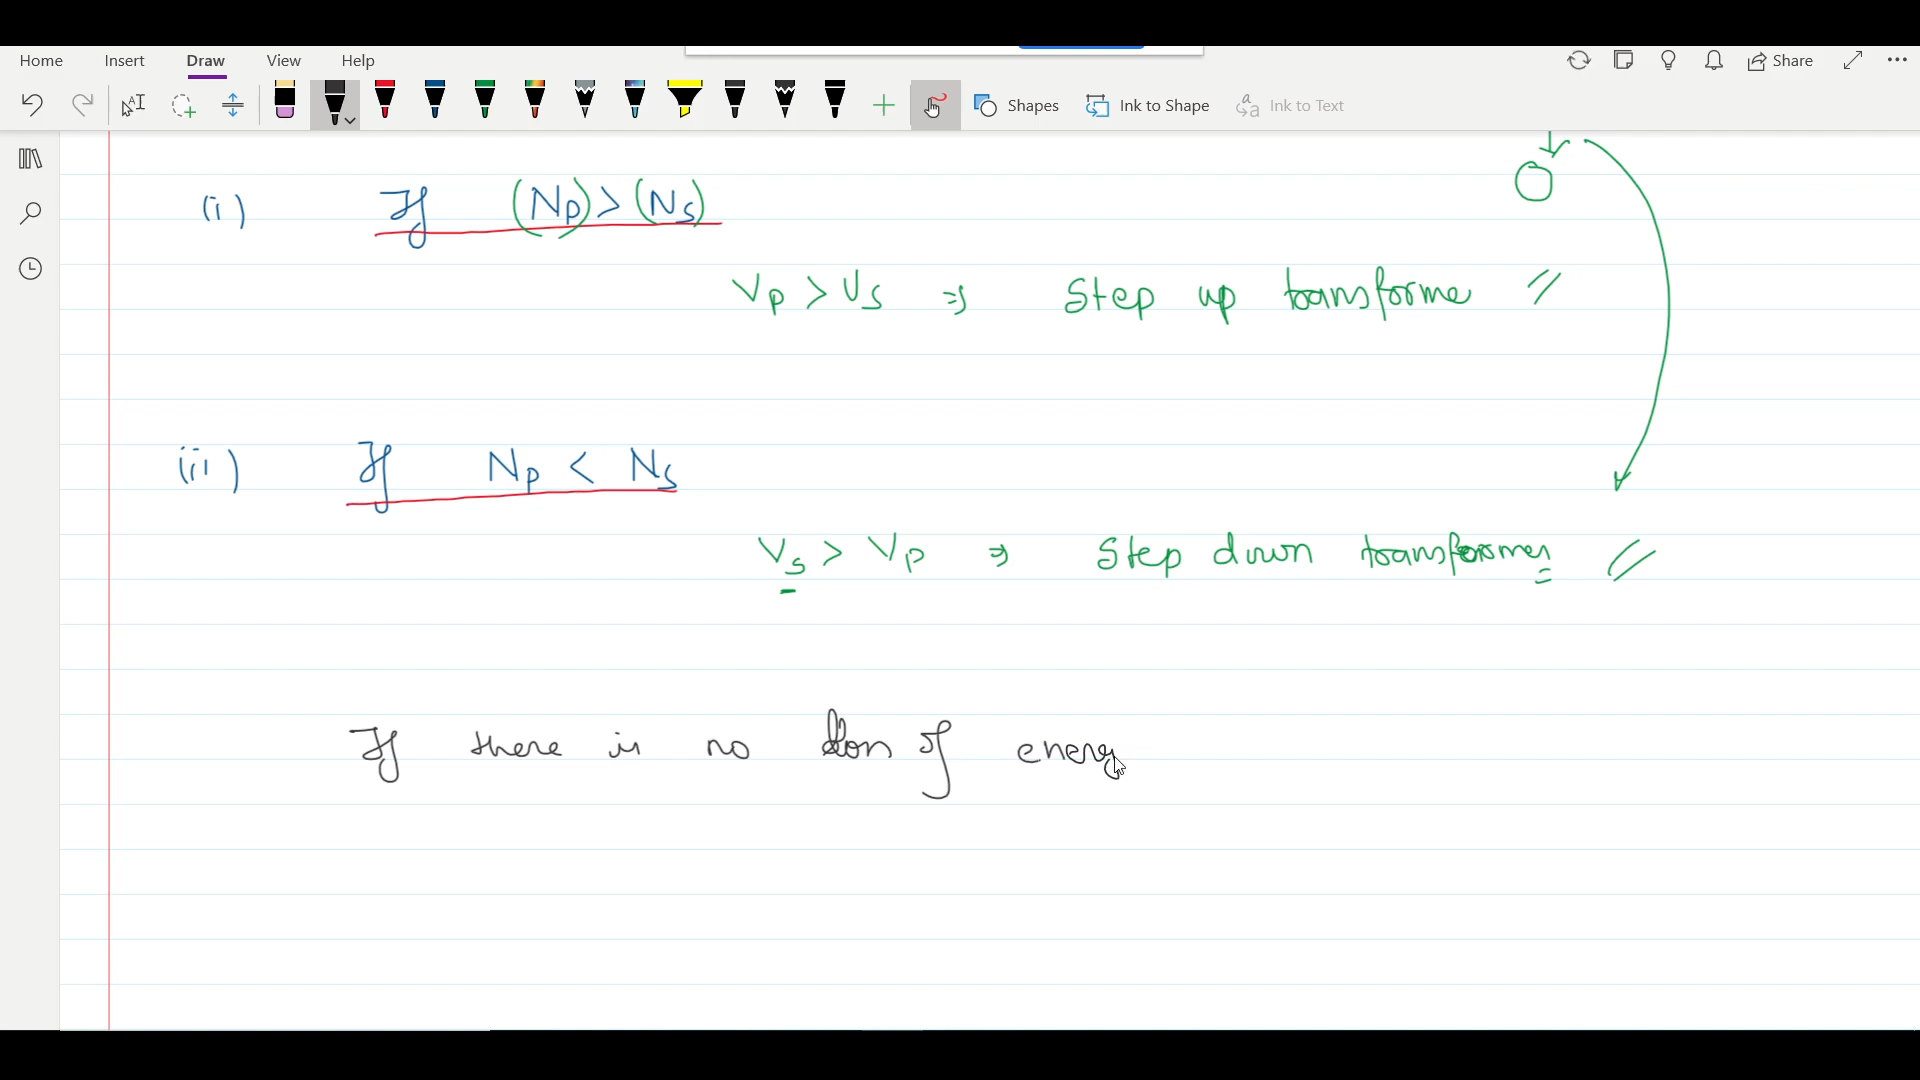 Home Insert Draw View Help Share
Shapes Ink to Shape Ink to Text
(i) If (Np) > (Ns)
Vp > Vs ⇒ Step up transforme //
(ii) If Np < Ns
Vs > Vp ⇒ Step down transformer //
If there is no loss of energy